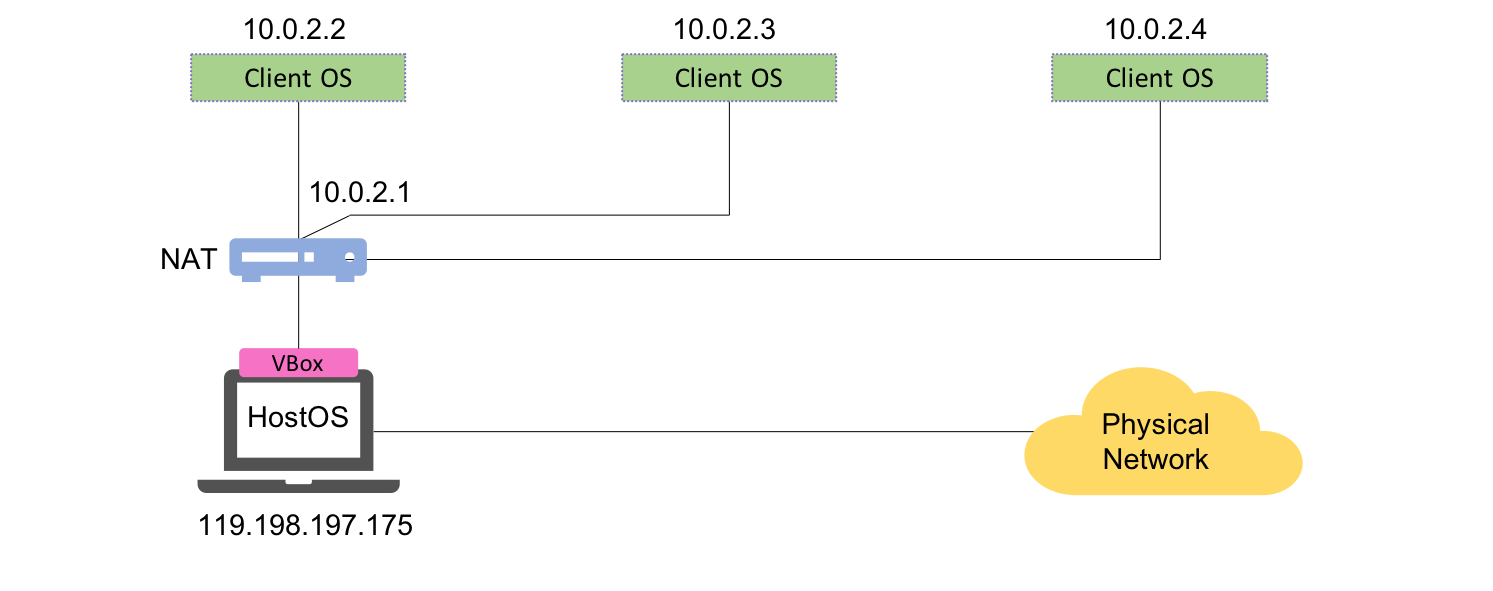 10.0.2.2
10.0.2.3
10.0.2.4
Client OS
Client OS
Client OS
10.0.2.1
NAT
VBox
HostOS
Physical
Network
119.198.197.175